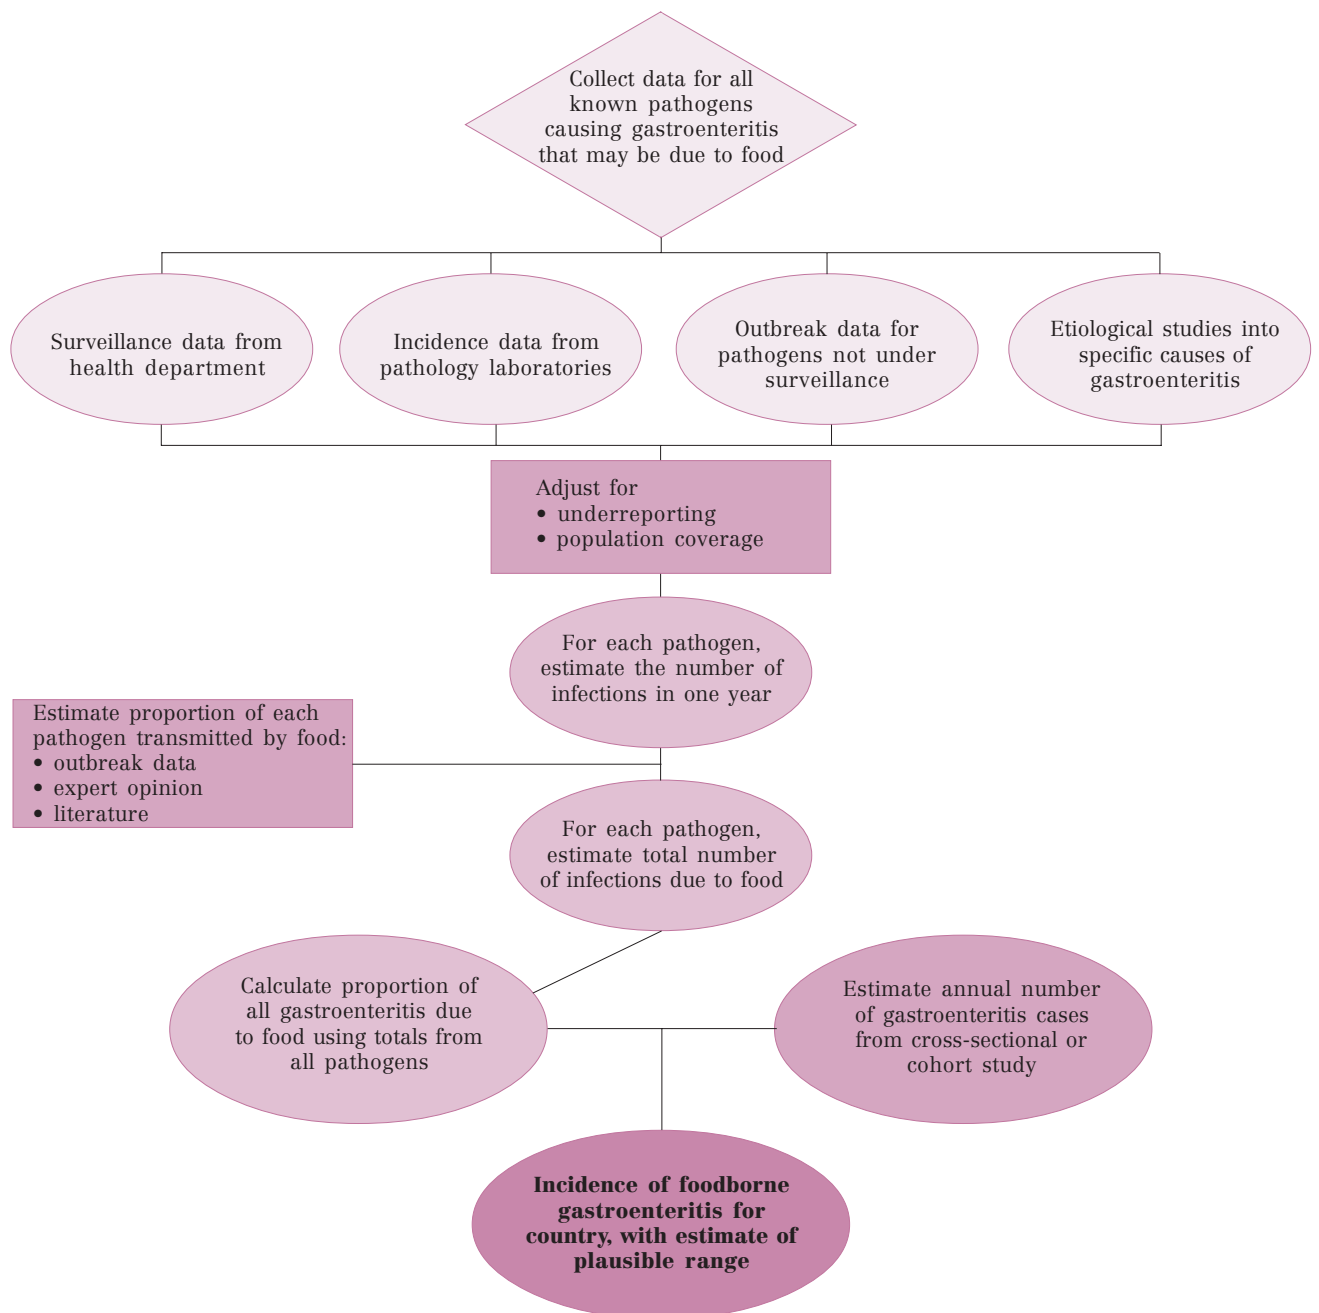 Collect data for all
known pathogens
causing gastroenteritis
that may be due to food
Surveillance data from
health department
Incidence data from
pathology laboratories
Outbreak data for
pathogens not under
surveillance
Etiological studies into
specific causes of
gastroenteritis
Adjust for
• underreporting
• population coverage
For each pathogen,
estimate the number of
infections in one year
Estimate proportion of each
pathogen transmitted by food:
• outbreak data
• expert opinion
• literature
For each pathogen,
estimate total number
of infections due to food
Calculate proportion of
all gastroenteritis due
to food using totals from
all pathogens
Estimate annual number
of gastroenteritis cases
from cross-sectional or
cohort study
Incidence of foodborne
gastroenteritis for
country, with estimate of
plausible range